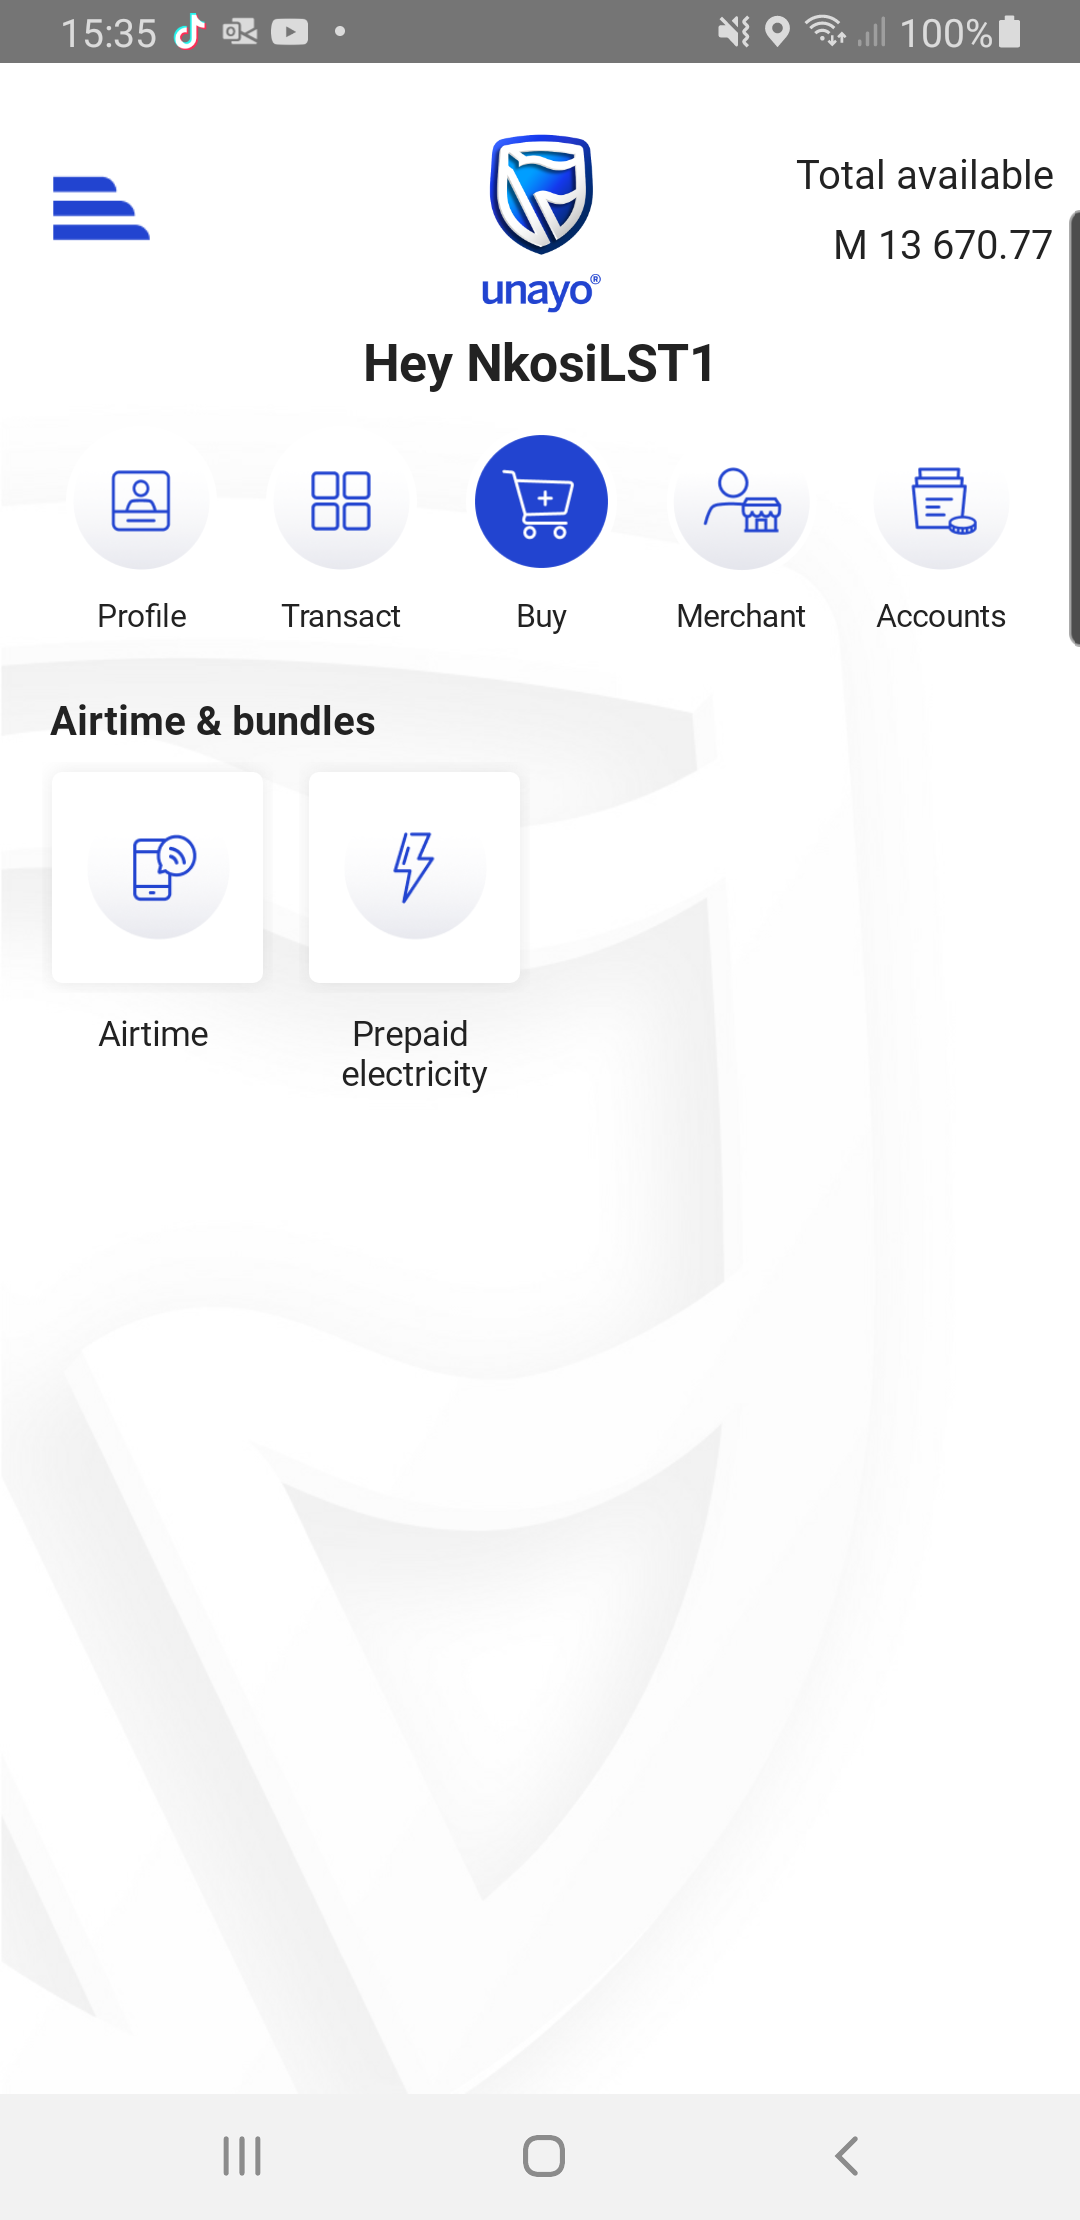 15:35
100%
Total available
M 13 670.77
unayo®
Hey NkosiLST1
Profile
Transact
Buy
Merchant
Accounts
Airtime & bundles
Airtime
Prepaid
electricity